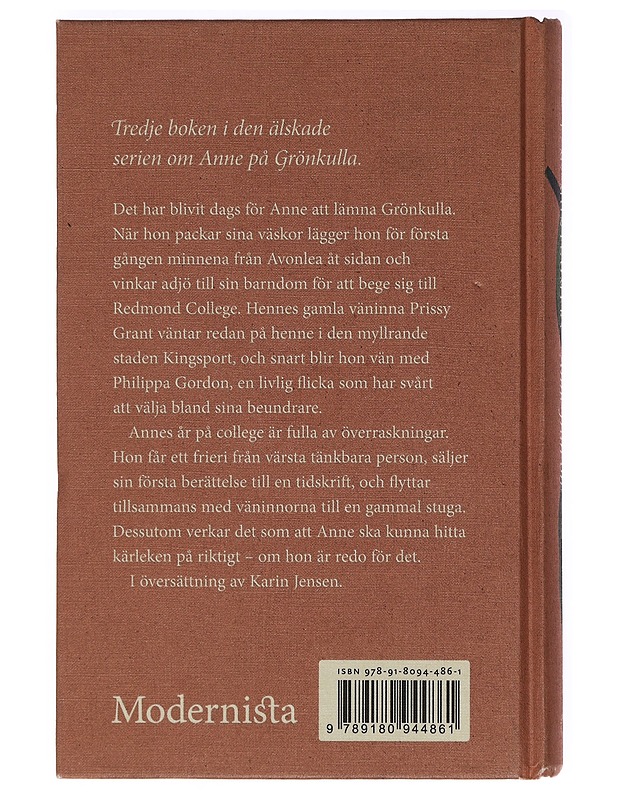 Tredje boken i den älskade
serien om Anne på Grönkulla.
Det har blivit dags för Anne att lämna Grönkulla.
När hon packar sina väskor lägger hon för första
gången minnena från Avonlea åt sidan och
vinkar adjö till sin barndom för att bege sig till
Redmond College. Hennes gamla väninna Prissy
Grant väntar redan på henne i den myllrande
staden Kingsport, och snart blir hon vän med
Philippa Gordon, en livlig flicka som har svårt
att välja bland sina beundrare.
Annes år på college är fulla av överraskningar.
Hon får ett frieri från värsta tänkbara person, säljer
sin första berättelse till en tidskrift, och flyttar
tillsammans med väninnorna till en gammal stuga.
Dessutom verkar det som att Anne ska kunna hitta
kärleken på riktigt – om hon är redo för det.
I översättning av Karin Jensen.
ISBN 978-91-8094-486-1
9 789180 944861
Modernista